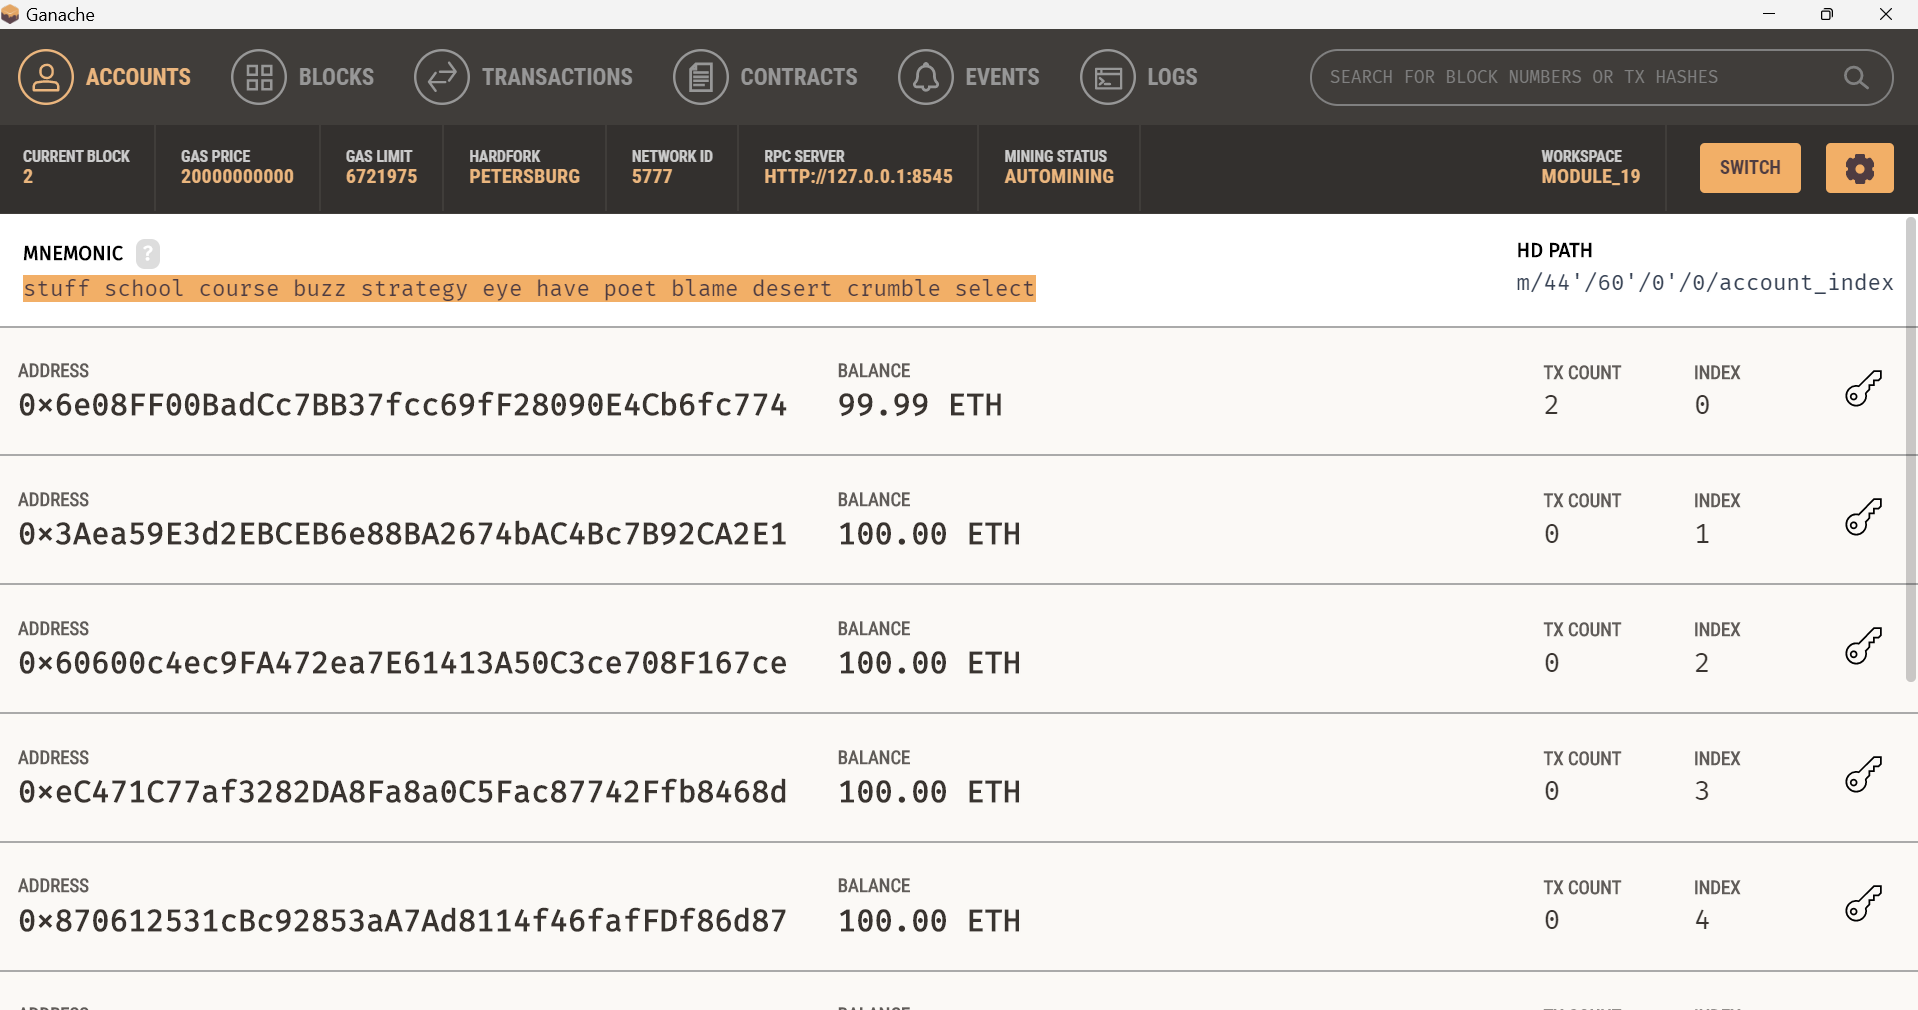 Ganache
ACCOUNTS BLOCKS TRANSACTIONS CONTRACTS EVENTS LOGS SEARCH FOR BLOCK NUMBERS OR TX HASHES
CURRENT BLOCK GAS PRICE GAS LIMIT HARDFORK NETWORK ID RPC SERVER MINING STATUS WORKSPACE
2 20000000000 6721975 PETERSBURG 5777 HTTP://127.0.0.1:8545 AUTOMINING MODULE_19 SWITCH
MNEMONIC ? HD PATH
stuff school course buzz strategy eye have poet blame desert crumble select m/44'/60'/0'/0/account_index
ADDRESS BALANCE TX COUNT INDEX
0×6e08FF00BadCc7BB37fcc69fF28090E4Cb6fc774 99.99 ETH 2 0
ADDRESS BALANCE TX COUNT INDEX
0×3Aea59E3d2EBCEB6e88BA2674bAC4Bc7B92CA2E1 100.00 ETH 0 1
ADDRESS BALANCE TX COUNT INDEX
0×60600c4ec9FA472ea7E61413A50C3ce708F167ce 100.00 ETH 0 2
ADDRESS BALANCE TX COUNT INDEX
0×eC471C77af3282DA8Fa8a0C5Fac87742Ffb8468d 100.00 ETH 0 3
ADDRESS BALANCE TX COUNT INDEX
0×870612531cBc92853aA7Ad8114f46fafFDf86d87 100.00 ETH 0 4